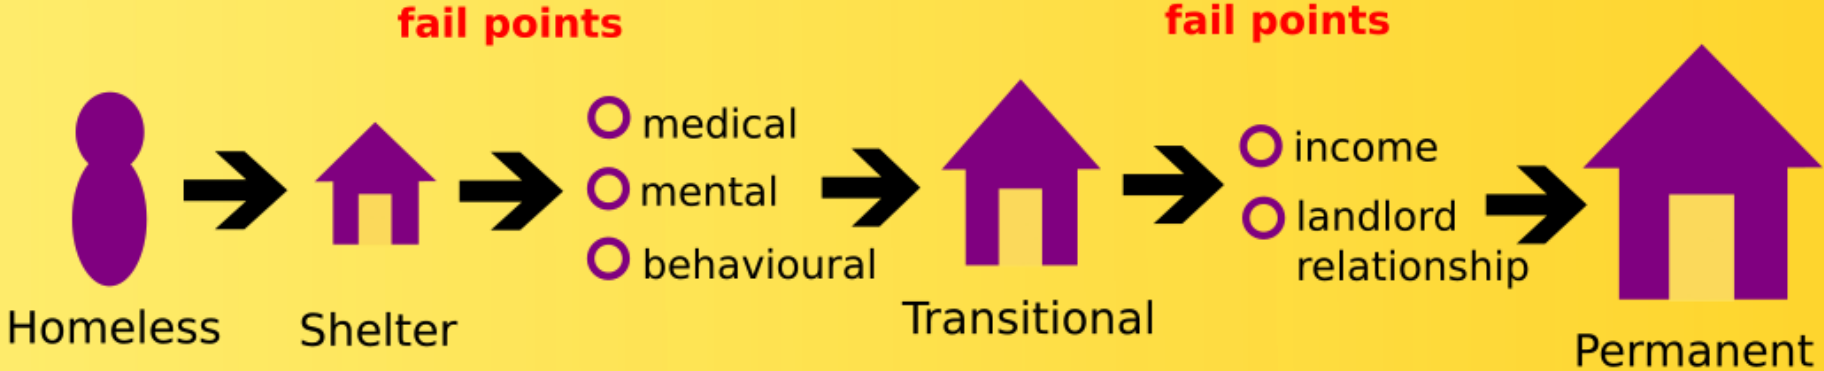 fail points
fail points
medical
mental
behavioural
income
landlord
relationship
Homeless
Shelter
Transitional
Permanent